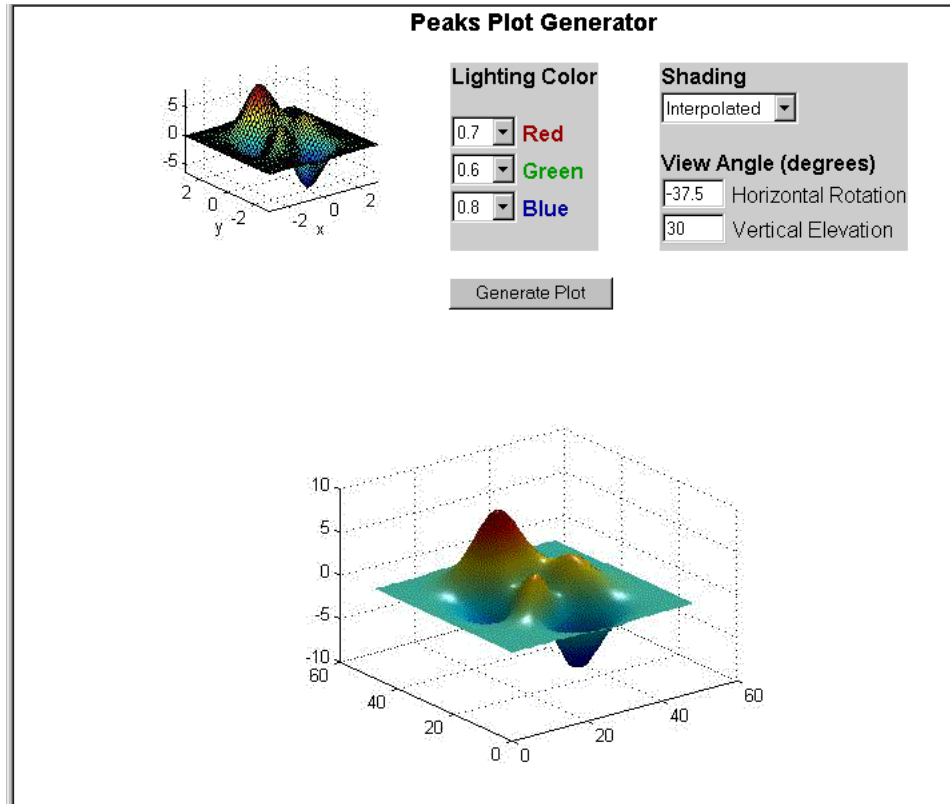 Peaks Plot Generator
5
0
-5
2
0
-2
y
-2
0
2
x
Lighting Color
0.7 Red
0.6 Green
0.8 Blue
Shading
Interpolated
View Angle (degrees)
-37.5 Horizontal Rotation
30 Vertical Elevation
Generate Plot
10
5
0
-5
-10
60
40
20
0
0
20
40
60